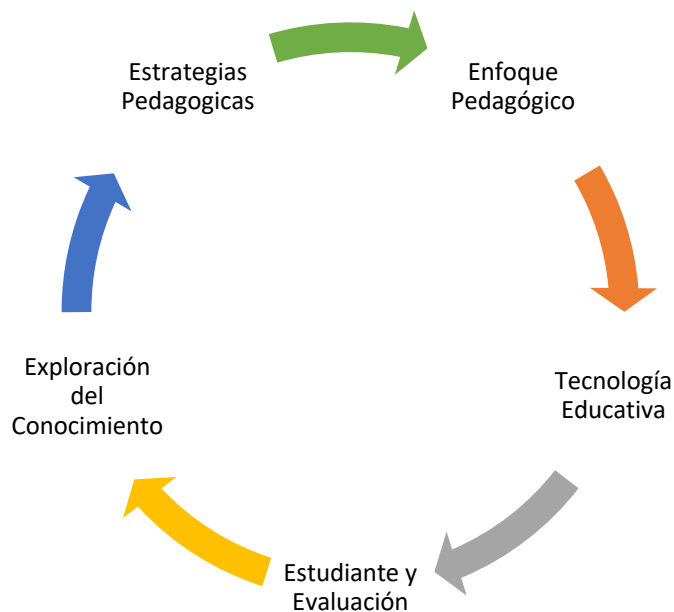 Estrategias
Pedagogicas
Enfoque
Pedagógico
Tecnología
Educativa
Estudiante y
Evaluación
Exploración
del
Conocimiento